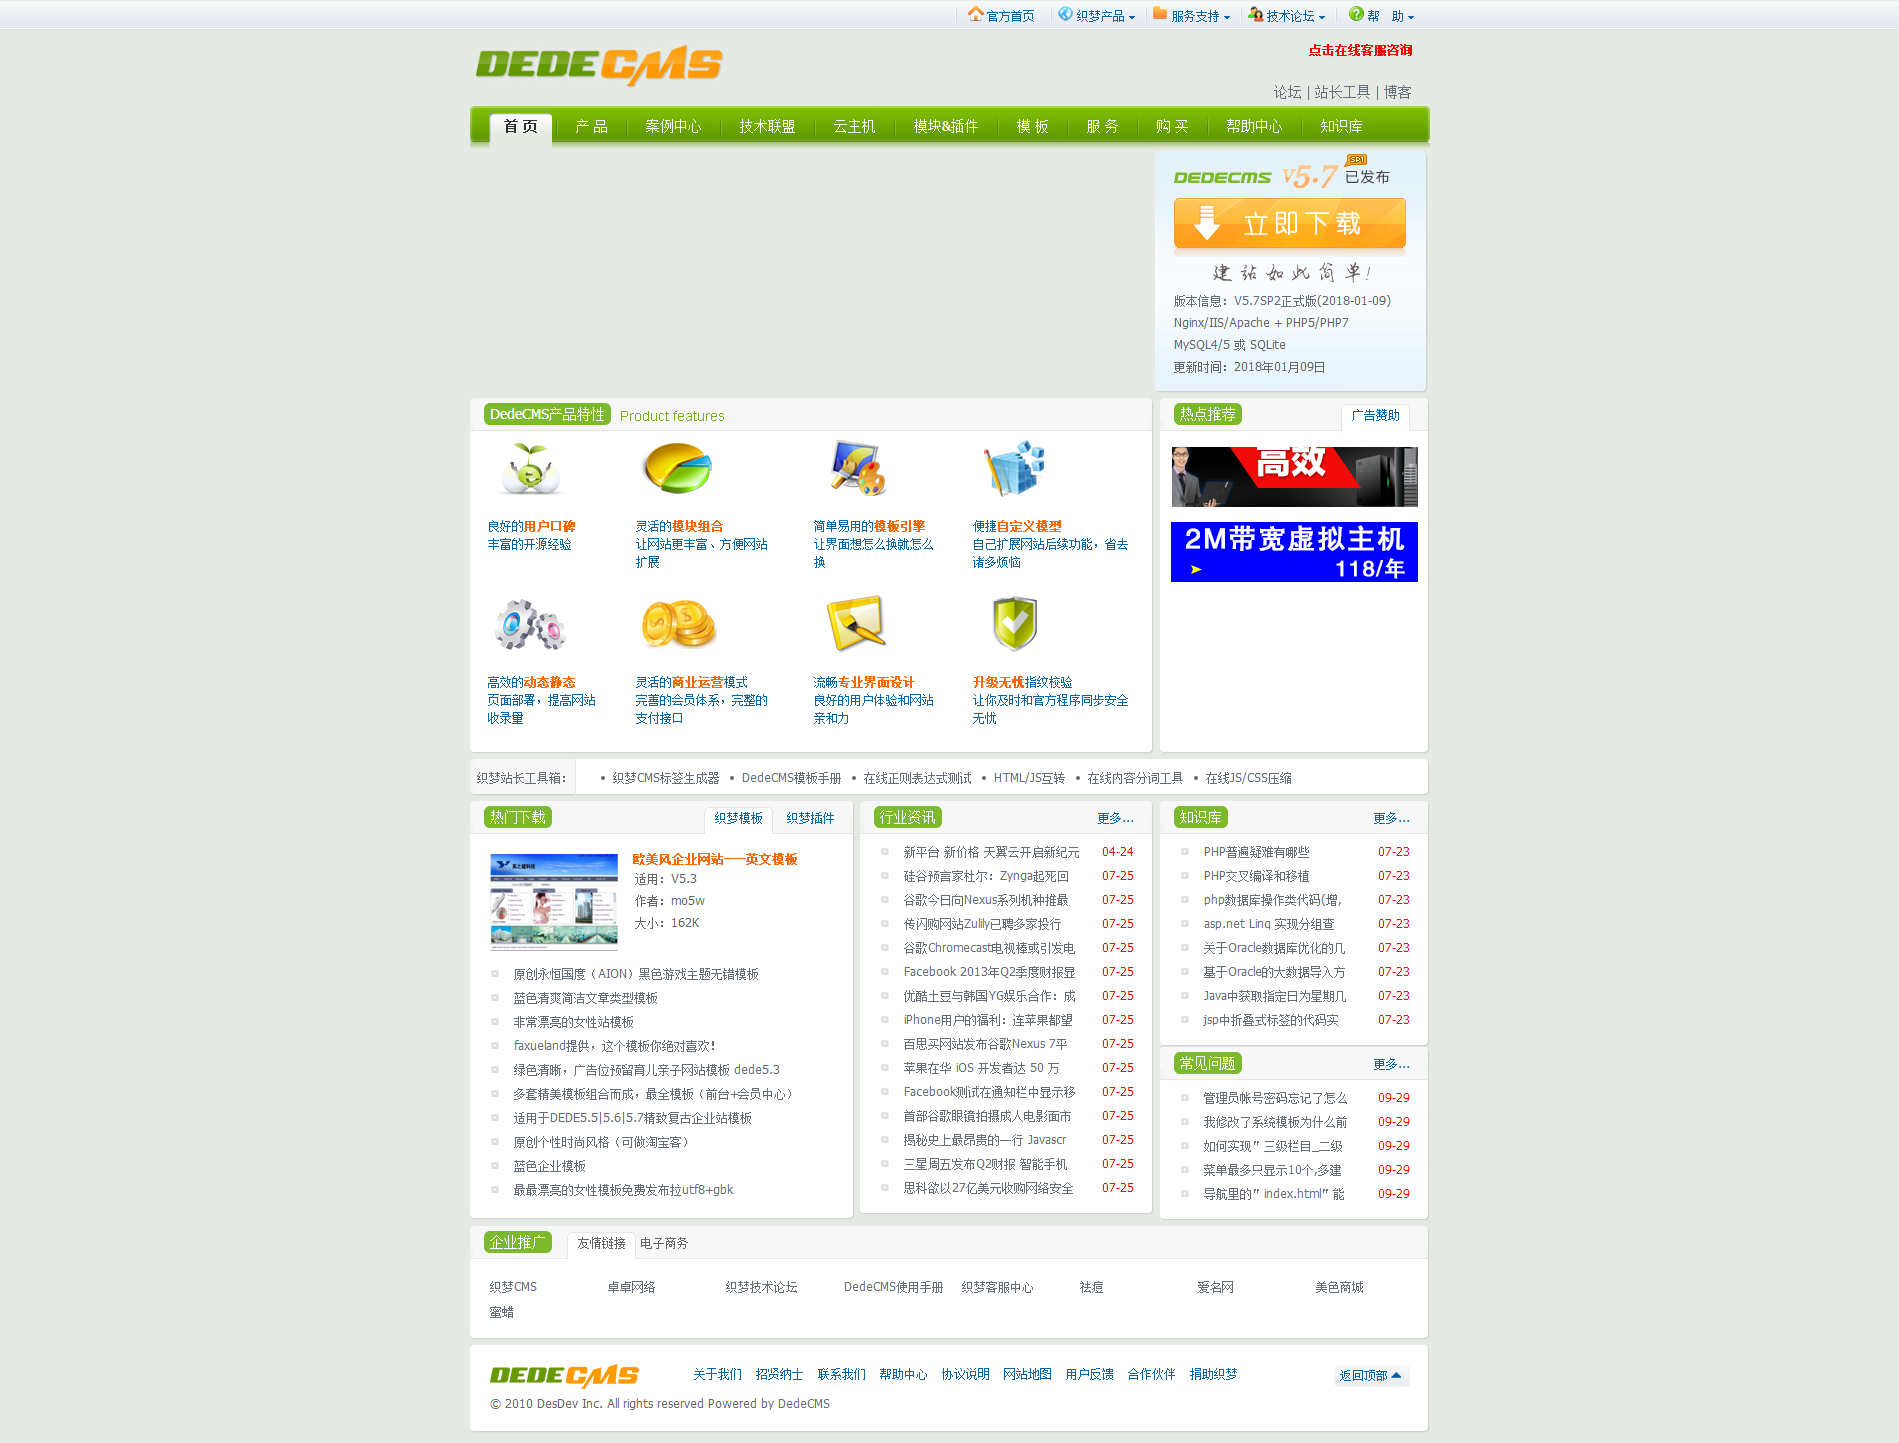 官方首页 织梦产品 服务支持 技术论坛 帮 助
DEDECMS
点击在线客服咨询
论坛 | 站长工具 | 博客
首 页 产 品 案例中心 技术联盟 云主机 模块&插件 模 板 服 务 购 买 帮助中心 知识库
DEDECMS v5.7 SP1 已发布
立即下载
建站如此简单!
版本信息：V5.7SP2正式版(2018-01-09)
Nginx/IIS/Apache + PHP5/PHP7
MySQL4/5 或 SQLite
更新时间：2018年01月09日
DedeCMS产品特性 Product features
良好的用户口碑
丰富的开源经验
灵活的模块组合
让网站更丰富、方便网站
扩展
简单易用的模板引擎
让界面想怎么换就怎么
换
便捷自定义模型
自己扩展网站后续功能，省去
诸多烦恼
高效的动态静态
页面部署，提高网站
收录量
灵活的商业运营模式
完善的会员体系，完整的
支付接口
流畅专业界面设计
良好的用户体验和网站
亲和力
升级无忧指纹校验
让你及时和官方程序同步安全
无忧
热点推荐 广告赞助
高效
2M带宽虚拟主机
118/年
织梦站长工具箱： • 织梦CMS标签生成器 • DedeCMS模板手册 • 在线正则表达式测试 • HTML/JS互转 • 在线内容分词工具 • 在线JS/CSS压缩
热门下载 织梦模板 织梦插件
欧美风企业网站——英文模板
适用：V5.3
作者：mo5w
大小：162K
原创永恒国度（AION）黑色游戏主题无错模板
蓝色清爽简洁文章类型模板
非常漂亮的女性站模板
faxueland提供，这个模板你绝对喜欢！
绿色清晰，广告位预留育儿亲子网站模板 dede5.3
多套精美模板组合而成，最全模板（前台+会员中心）
适用于DEDE5.5|5.6|5.7精致复古企业站模板
原创个性时尚风格（可做淘宝客）
蓝色企业模板
最最漂亮的女性模板免费发布拉utf8+gbk
行业资讯 更多...
新平台 新价格 天翼云开启新纪元 04-24
硅谷预言家杜尔：Zynga起死回 07-25
谷歌今日向Nexus系列机种推最 07-25
传闪购网站Zulily已聘多家投行 07-25
谷歌Chromecast电视棒或引发电 07-25
Facebook 2013年Q2季度财报显 07-25
优酷土豆与韩国YG娱乐合作：成 07-25
iPhone用户的福利：连苹果都望 07-25
百思买网站发布谷歌Nexus 7平 07-25
苹果在华 iOS 开发者达 50 万 07-25
Facebook测试在通知栏中显示移 07-25
首部谷歌眼镜拍摄成人电影面市 07-25
揭秘史上最昂贵的一行 Javascr 07-25
三星周五发布Q2财报 智能手机 07-25
思科欲以27亿美元收购网络安全 07-25
知识库 更多...
PHP普遍疑难有哪些 07-23
PHP交叉编译和移植 07-23
php数据库操作类代码(增, 07-23
asp.net Linq 实现分组查 07-23
关于Oracle数据库优化的几 07-23
基于Oracle的大数据导入方 07-23
Java中获取指定日为星期几 07-23
jsp中折叠式标签的代码实 07-23
常见问题 更多...
管理员帐号密码忘记了怎么 09-29
我修改了系统模板为什么前 09-29
如何实现”三级栏目_二级 09-29
菜单最多只显示10个,多建 09-29
导航里的”index.html”能 09-29
企业推广 友情链接 电子商务
织梦CMS 卓卓网络 织梦技术论坛 DedeCMS使用手册 织梦客服中心 祛痘 爱名网 美色商城
蜜蜡
DEDECMS 关于我们 招贤纳士 联系我们 帮助中心 协议说明 网站地图 用户反馈 合作伙伴 捐助织梦 返回顶部
© 2010 DesDev Inc. All rights reserved Powered by DedeCMS